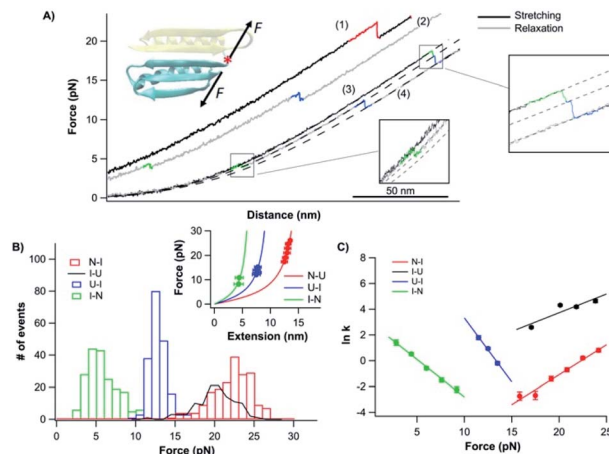 A)
Stretching
Relaxation
F
*
F
(1)
(2)
(3)
(4)
20
15
10
5
0
Force (pN)
50 nm
Distance (nm)
B)
N-I
I-U
U-I
I-N
100
80
60
40
20
0
# of events
0 5 10 15 20 25 30
Force (pN)
30
20
10
0
Force (pN)
N-U
U-I
I-N
0 5 10 15
Extension (nm)
C)
N-I
I-U
U-I
I-N
8
6
4
2
0
-2
-4
ln k
5 10 15 20 25
Force (pN)